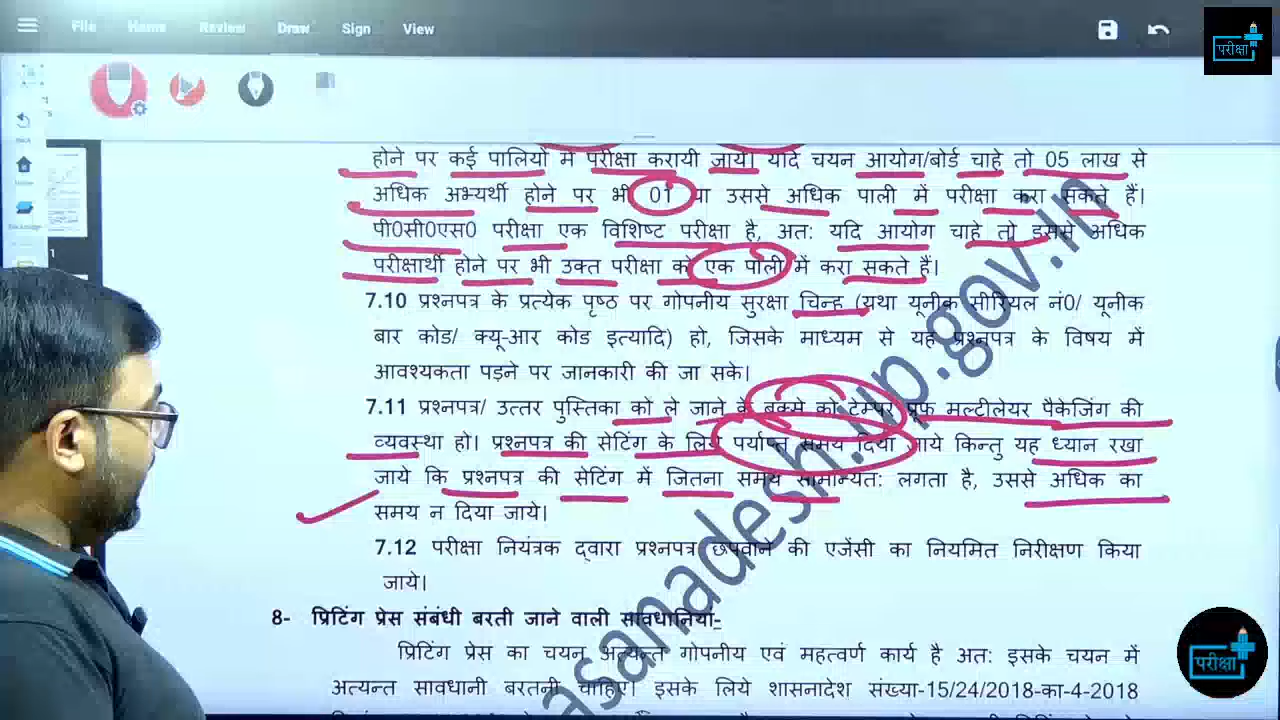 File Home Review Draw Sign View
परीक्षा
होने पर कई पालियों में परीक्षा करायी जाये। यदि चयन आयोग/बोर्ड चाहे तो 05 लाख से
अधिक अभ्यर्थी होने पर भी 01 या उससे अधिक पाली में परीक्षा करा सकते हैं।
पी0सी0एस0 परीक्षा एक विशिष्ट परीक्षा है, अतः यदि आयोग चाहे तो इससे अधिक
परीक्षार्थी होने पर भी उक्त परीक्षा को एक पाली में करा सकते हैं।
7.10 प्रश्नपत्र के प्रत्येक पृष्ठ पर गोपनीय सुरक्षा चिन्ह (यथा यूनीक सीरियल नं0/ यूनीक
बार कोड/ क्यू-आर कोड इत्यादि) हो, जिसके माध्यम से यह प्रश्नपत्र के विषय में
आवश्यकता पड़ने पर जानकारी की जा सके।
7.11 प्रश्नपत्र/ उत्तर पुस्तिका को ले जाने के बक्से को टेम्पर प्रूफ मल्टीलेयर पैकेजिंग की
व्यवस्था हो। प्रश्नपत्र की सेटिंग के लिये पर्याप्त समय दिया जाये किन्तु यह ध्यान रखा
जाये कि प्रश्नपत्र की सेटिंग में जितना समय सामान्यतः लगता है, उससे अधिक का
समय न दिया जाये।
7.12 परीक्षा नियंत्रक द्वारा प्रश्नपत्र छपवाने की एजेंसी का नियमित निरीक्षण किया
जाये।
8- प्रिटिंग प्रेस संबंधी बरती जाने वाली सावधानियां-
प्रिटिंग प्रेस का चयन अत्यन्त गोपनीय एवं महत्वर्ण कार्य है अतः इसके चयन में
अत्यन्त सावधानी बरतनी चाहिए। इसके लिये शासनादेश संख्या-15/24/2018-का-4-2018
asanadesh.up.gov.in
परीक्षा